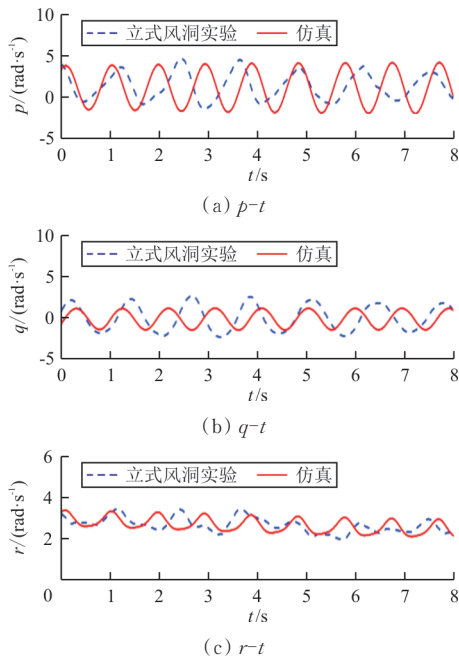 10
5
0
-5
p/(rad·s⁻¹)
立式风洞实验 仿真
0 1 2 3 4 5 6 7 8
t/s
(a) p-t
10
5
0
-5
q/(rad·s⁻¹)
立式风洞实验 仿真
0 1 2 3 4 5 6 7 8
t/s
(b) q-t
6
4
2
0
r/(rad·s⁻¹)
立式风洞实验 仿真
1 2 3 4 5 6 7 8
t/s
(c) r-t